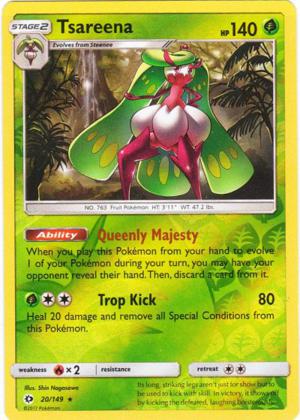 STAGE2 Tsareena HP140
Evolves from Steenee
NO. 763 Fruit Pokémon HT: 3'11" WT: 47.2 lbs.
Ability Queenly Majesty
When you play this Pokémon from your hand to evolve
1 of your Pokémon during your turn, you may have your
opponent reveal their hand. Then, discard a card from it.
Trop Kick 80
Heal 20 damage and remove all Special Conditions from
this Pokémon.
weakness × 2 resistance retreat
Illus. Shin Nagasawa
20/149 ★
©2017 Pokémon
Its long, striking legs aren't just for show but to be
used to kick with skill. In victory, it shows off
by kicking the defeated, laughing boisterously.